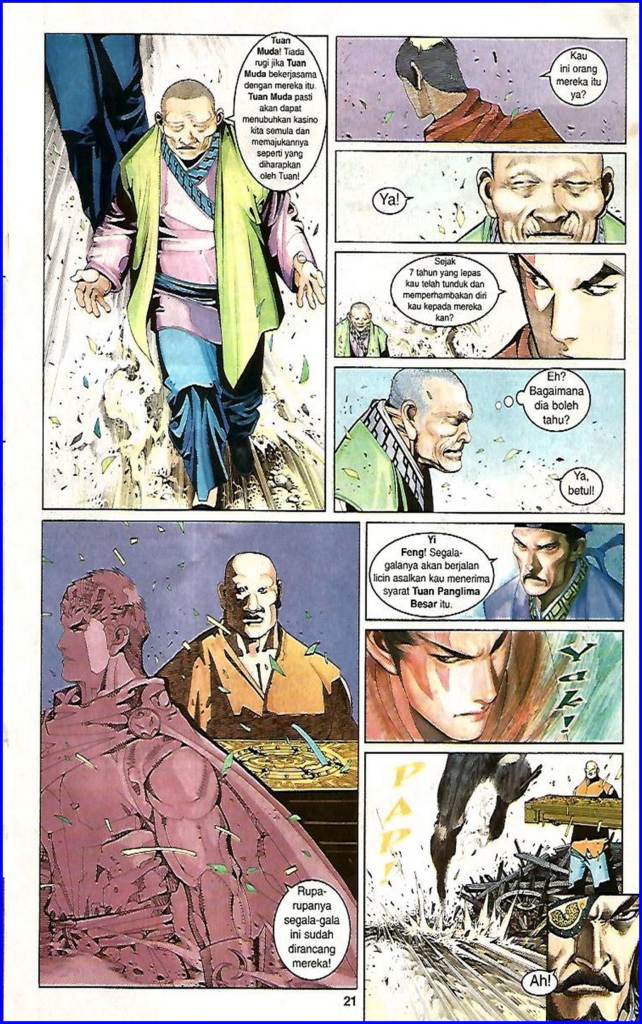 Tuan
Muda! Tiada
rugi jika Tuan
Muda bekerjasama
dengan mereka itu.
Tuan Muda pasti
akan dapat
menubuhkan kasino
kita semula dan
memajukannya
seperti yang
diharapkan
oleh Tuan!
Kau
ini orang
mereka itu
ya?
Ya!
Sejak
7 tahun yang lepas
kau telah tunduk dan
memperhambakan diri
kau kepada mereka
kan?
Eh?
Bagaimana
dia boleh
tahu?
Ya,
betul!
Rupa-
rupanya
segala-gala
ini sudah
dirancang
mereka!
Yi
Feng! Segala-
galanya akan berjalan
licin asalkan kau menerima
syarat Tuan Panglima
Besar itu.
Yak!
PAP!
Ah!
21